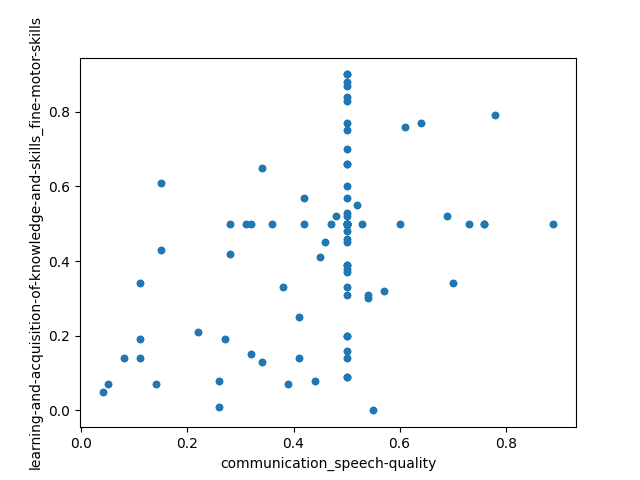 learning-and-acquisition-of-knowledge-and-skills_fine-motor-skills
0.8
0.6
0.4
0.2
0.0
0.0 0.2 0.4 0.6 0.8
communication_speech-quality